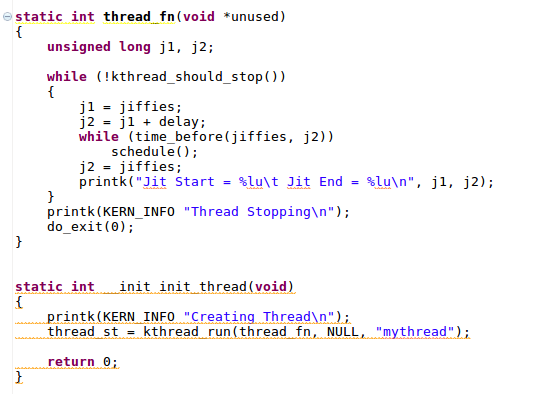 static int thread_fn(void *unused)
{
    unsigned long j1, j2;

    while (!kthread_should_stop())
    {
        j1 = jiffies;
        j2 = j1 + delay;
        while (time_before(jiffies, j2))
            schedule();
        j2 = jiffies;
        printk("Jit Start = %lu\t Jit End = %lu\n", j1, j2);
    }
    printk(KERN_INFO "Thread Stopping\n");
    do_exit(0);
}

static int __init init_thread(void)
{
    printk(KERN_INFO "Creating Thread\n");
    thread_st = kthread_run(thread_fn, NULL, "mythread");

    return 0;
}